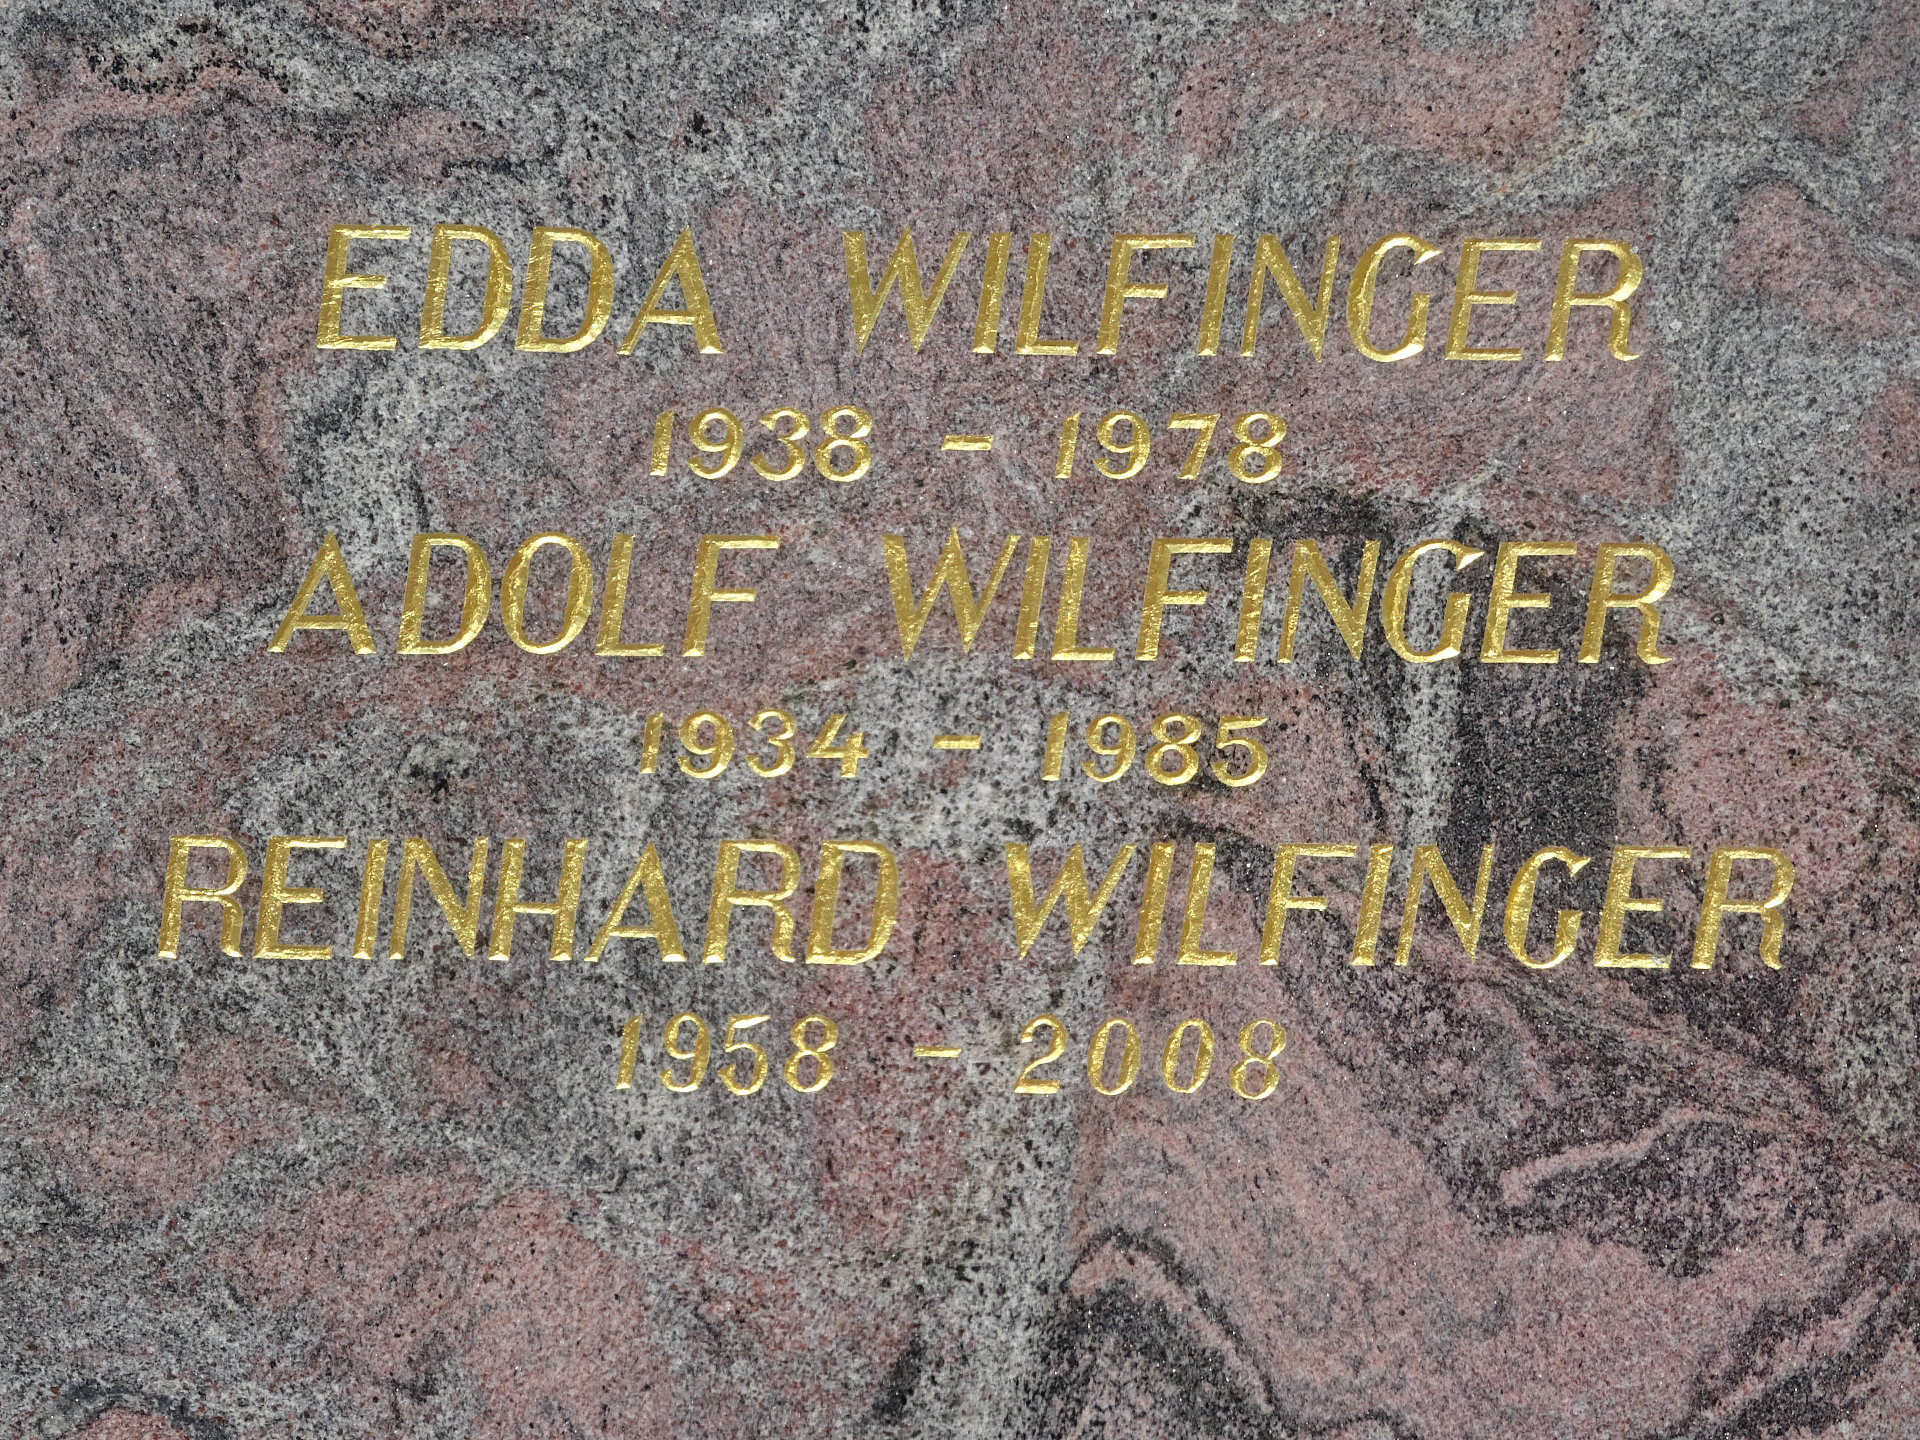 EDDA WILFINGER
1938 - 1978
ADOLF WILFINGER
1934 - 1985
REINHARD WILFINGER
1958 - 2008